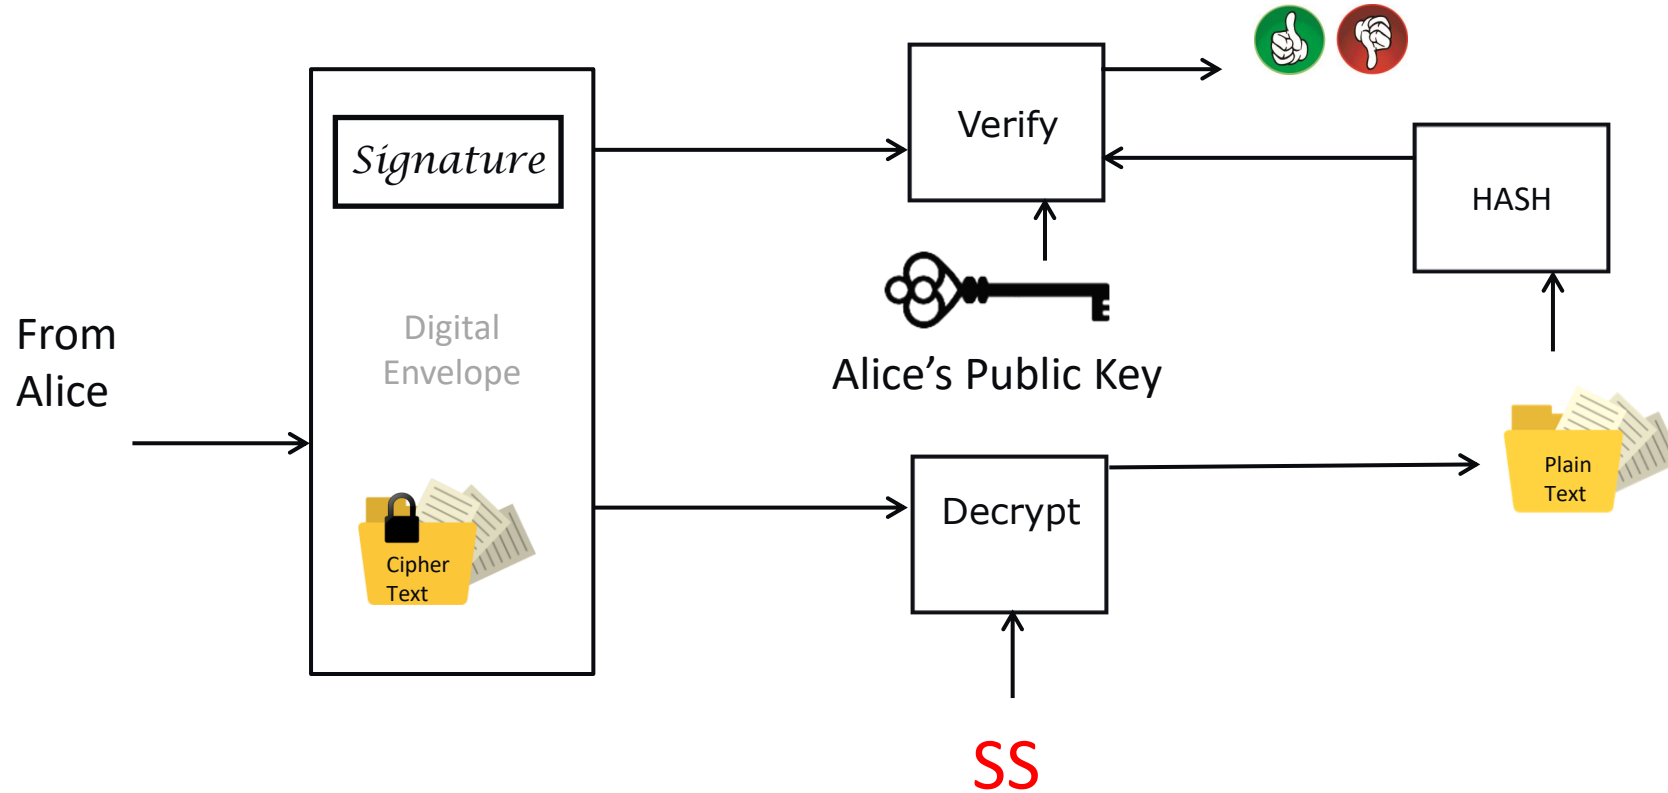 From
Alice
Signature
Digital
Envelope
Cipher
Text
Verify
Alice’s Public Key
Decrypt
SS
HASH
Plain
Text